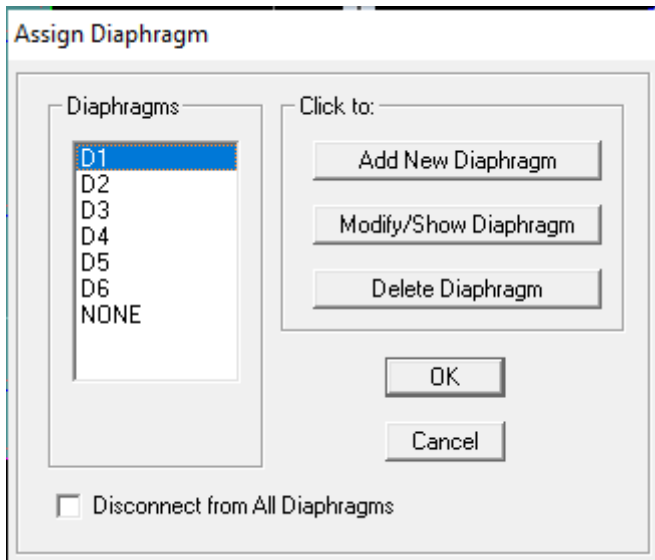 Assign Diaphragm
Diaphragms
D1
D2
D3
D4
D5
D6
NONE
Click to:
Add New Diaphragm
Modify/Show Diaphragm
Delete Diaphragm
OK
Cancel
Disconnect from All Diaphragms